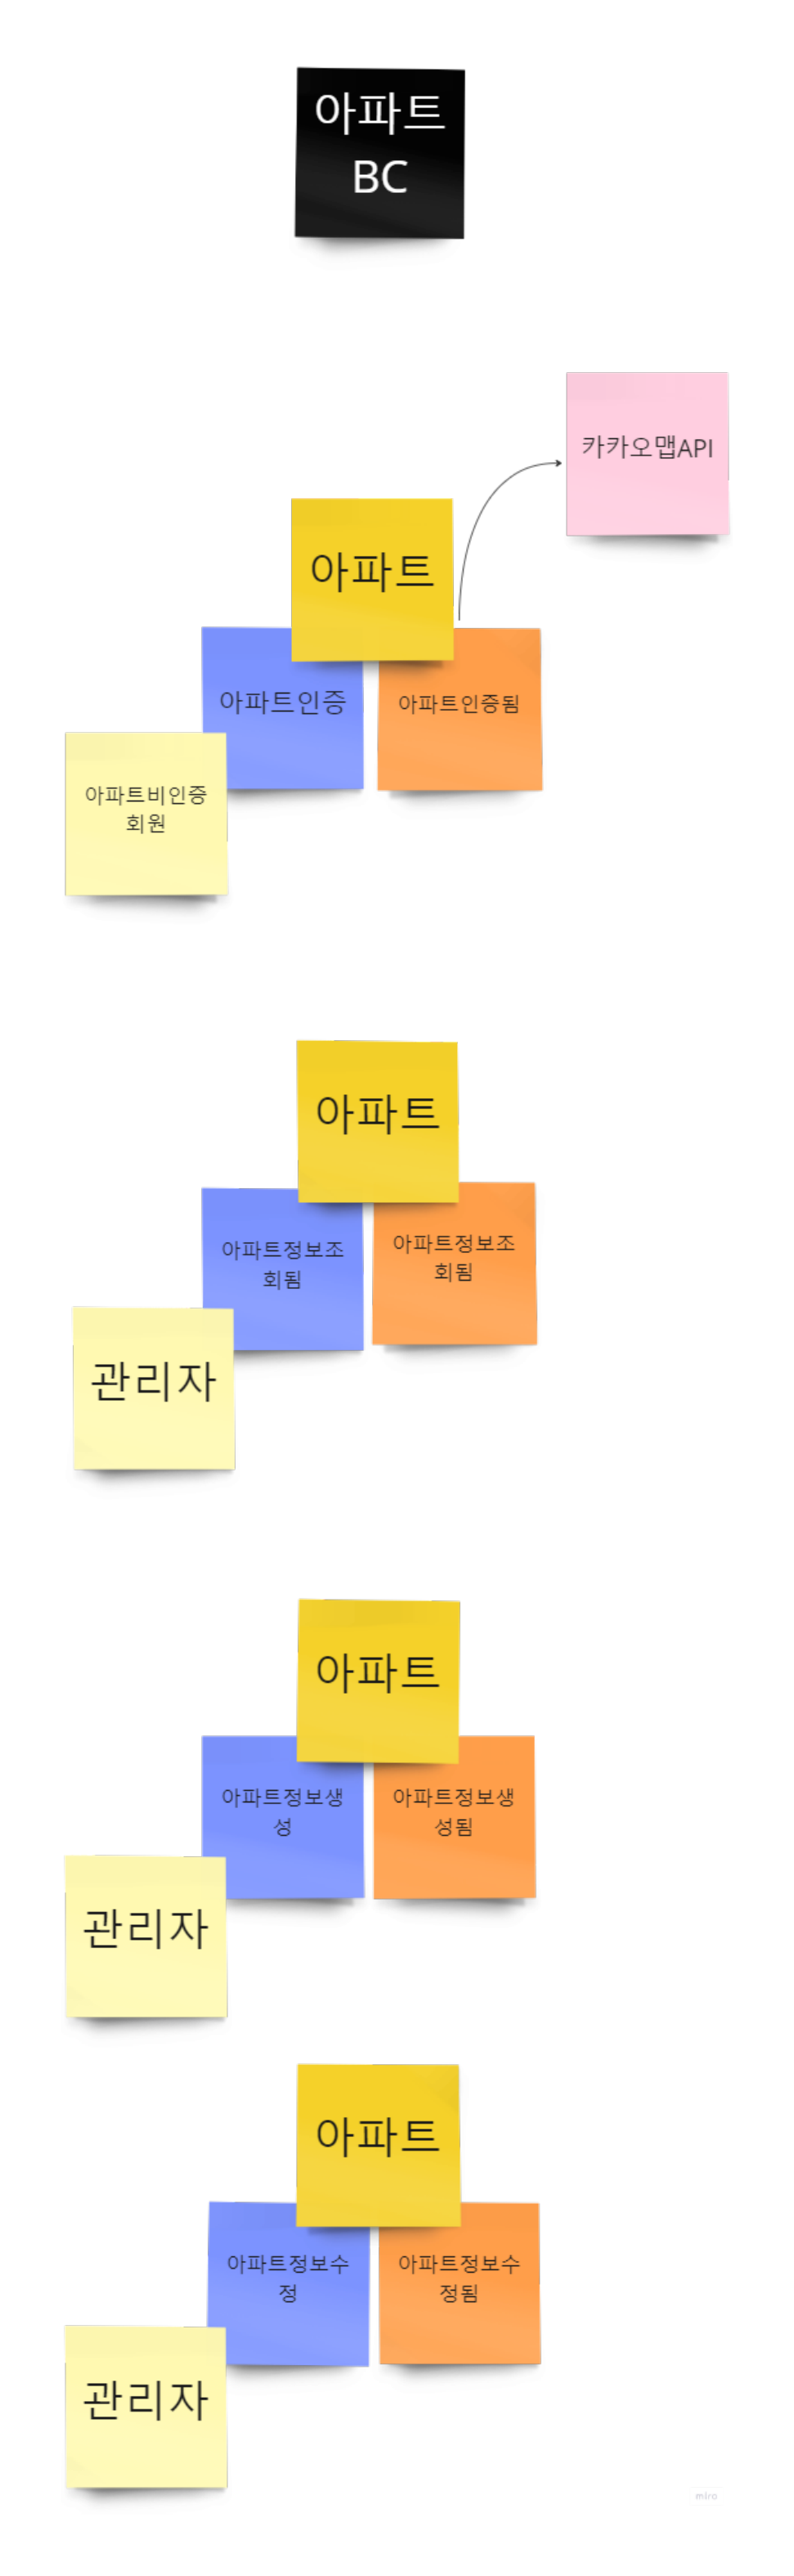 아파트
BC
카카오맵API
아파트
아파트인증
아파트인증됨
아파트비인증
회원
아파트
아파트정보조
회됨
아파트정보조
회됨
관리자
아파트
아파트정보생
성
아파트정보생
성됨
관리자
아파트
아파트정보수
정
아파트정보수
정됨
관리자
miro